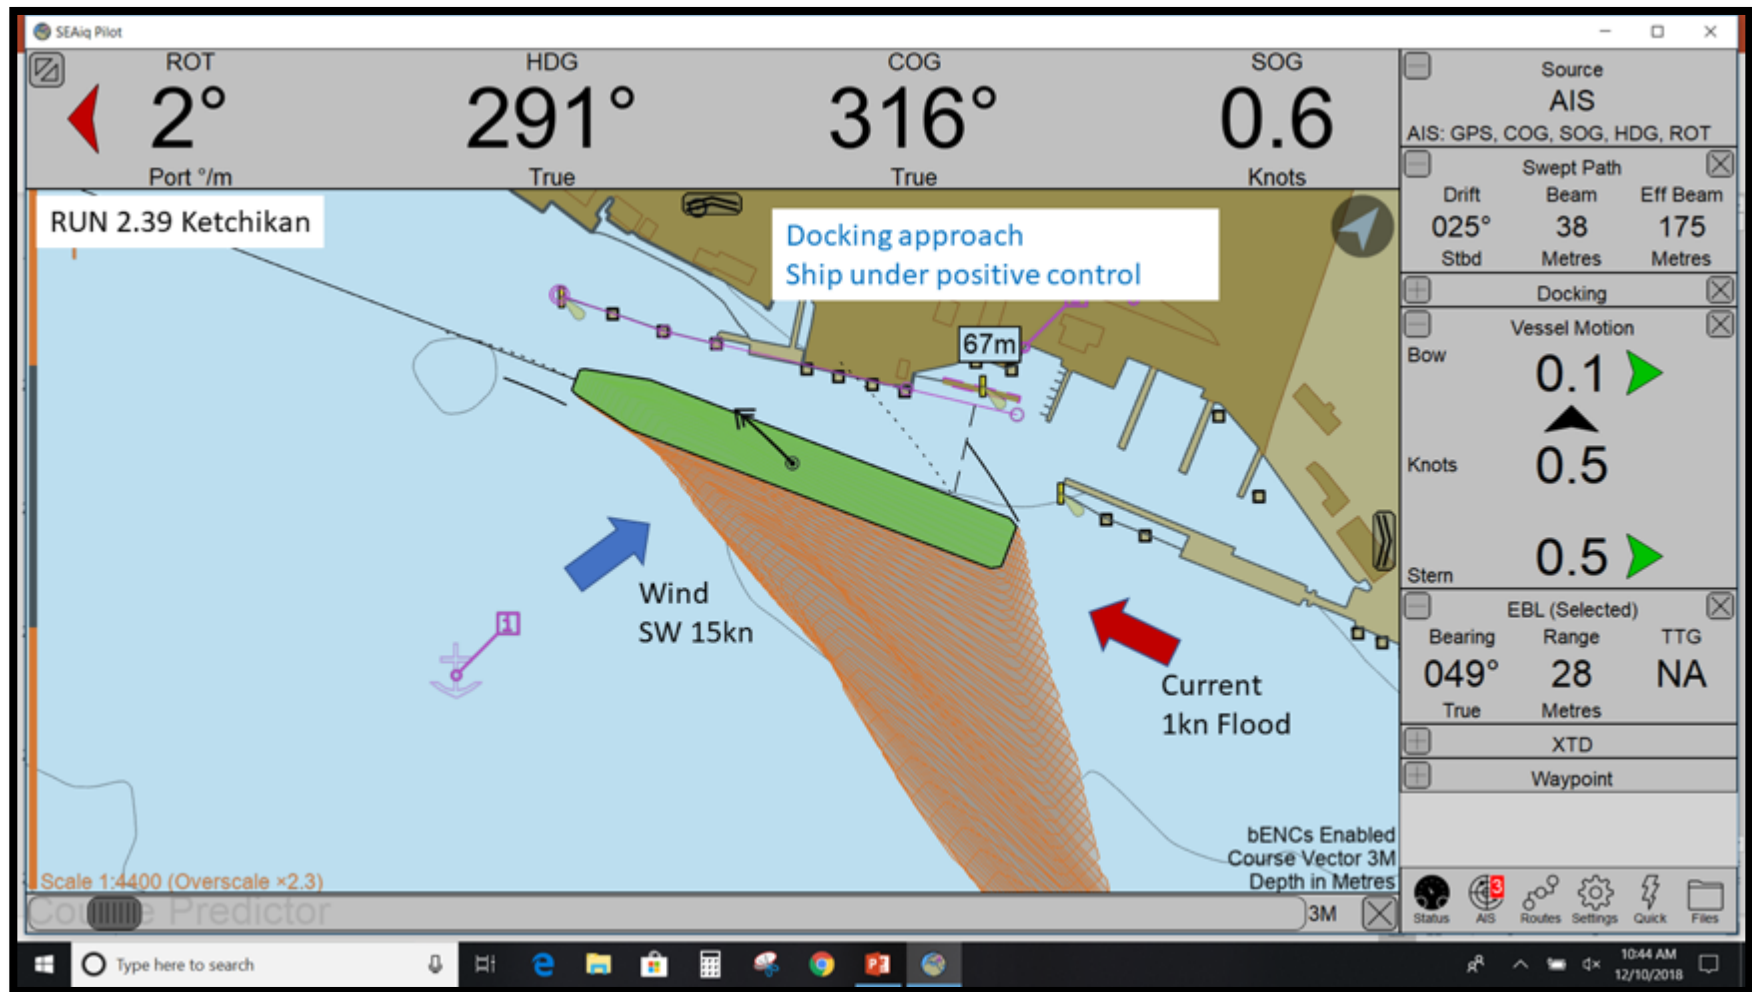 SEAiq Pilot
ROT
HDG
COG
SOG
2°
291°
316°
0.6
Port °/m
True
True
Knots
RUN 2.39 Ketchikan
Docking approach
Ship under positive control
67m
Wind
SW 15kn
1
Current
1kn Flood
bENCs Enabled
Course Vector 3M
Depth in Metres
Scale 1:4400 (Overscale ×2.3)
Course Predictor
3M
Source
AIS
AIS: GPS, COG, SOG, HDG, ROT
Swept Path
Drift Beam Eff Beam
025° 38 175
Stbd Metres Metres
Docking
Vessel Motion
Bow
0.1
Knots
0.5
Stern
0.5
EBL (Selected)
Bearing Range TTG
049° 28 NA
True Metres
XTD
Waypoint
3
Status AIS Routes Settings Quick Files
Type here to search
10:44 AM
12/10/2018